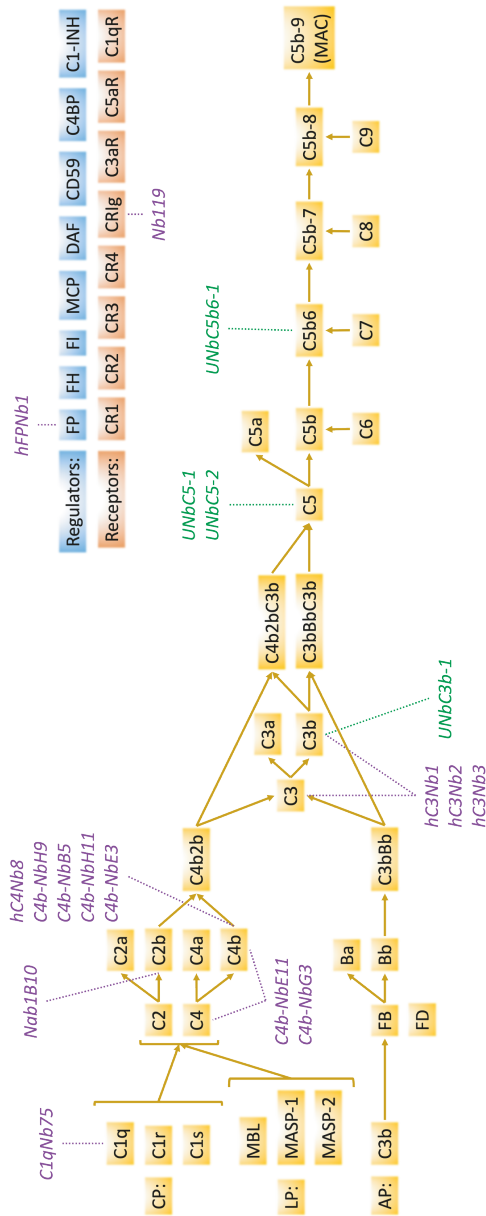 C1qNb75
Nab1B10
hC4Nb8
C4b-NbH9
C4b-NbB5
C4b-NbH11
C4b-NbE3
hFPNb1
Regulators: FP FH FI MCP DAF CD59 C4BP C1-INH
Receptors: CR1 CR2 CR3 CR4 CRIg C3aR C5aR C1qR
Nb119
CP:
C1q
C1r
C1s
LP:
MBL
MASP-1
MASP-2
AP:
C3b
C2
C4
C2a
C2b
C4a
C4b
C4b-NbE11
C4b-NbG3
FB
FD
Ba
Bb
C4b2b
C3bBb
C3
C3a
C3b
hC3Nb1
hC3Nb2
hC3Nb3
UNbC3b-1
C4b2bC3b
C3bBbC3b
UNbC5-1
UNbC5-2
C5
C5a
C5b
C6
UNbC5b6-1
C5b6
C7
C5b-7
C8
C5b-8
C9
C5b-9
(MAC)